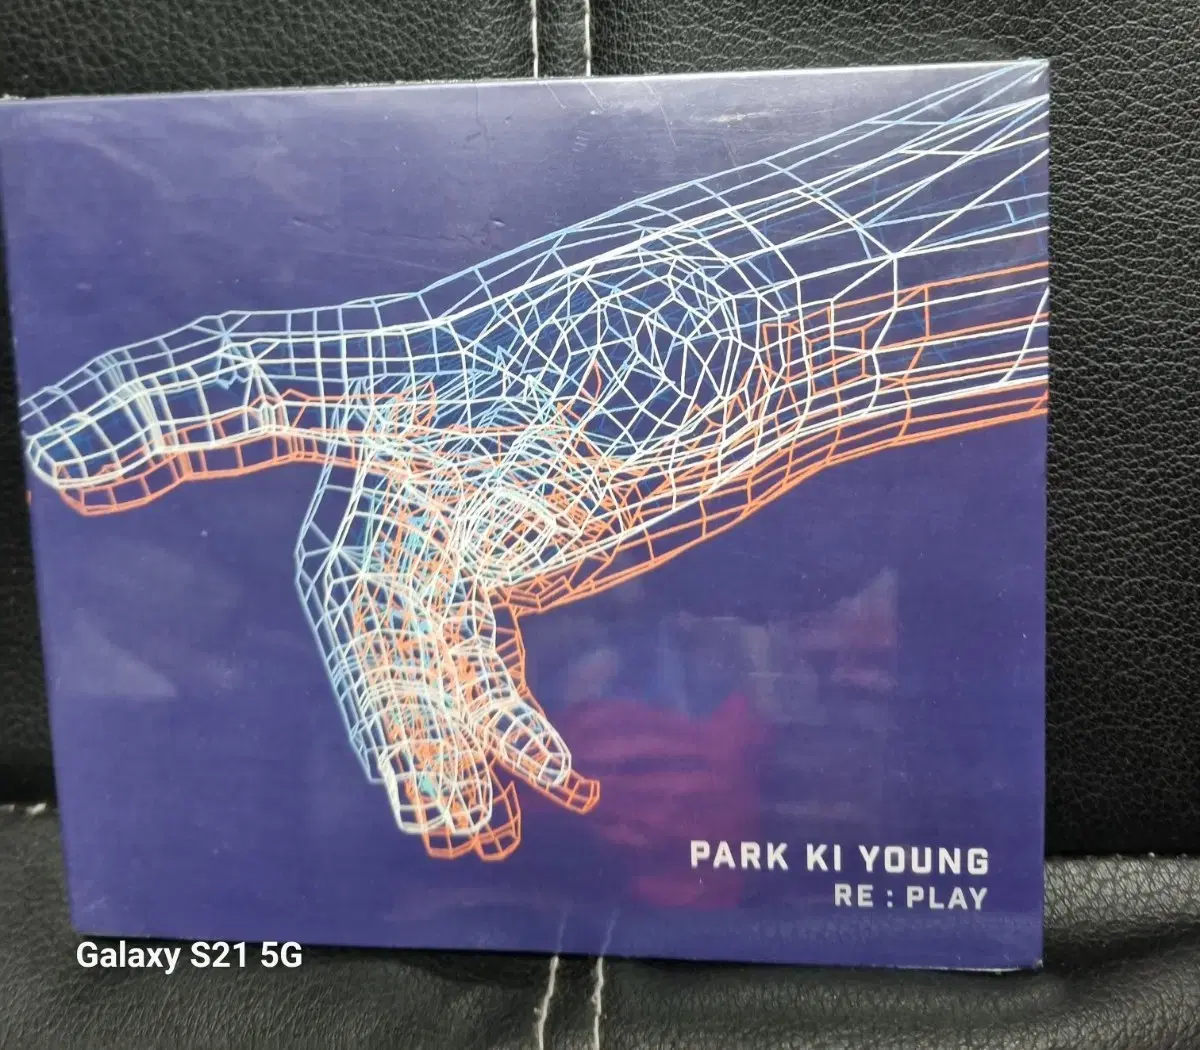 PARK KI YOUNG
RE : PLAY
Galaxy S21 5G